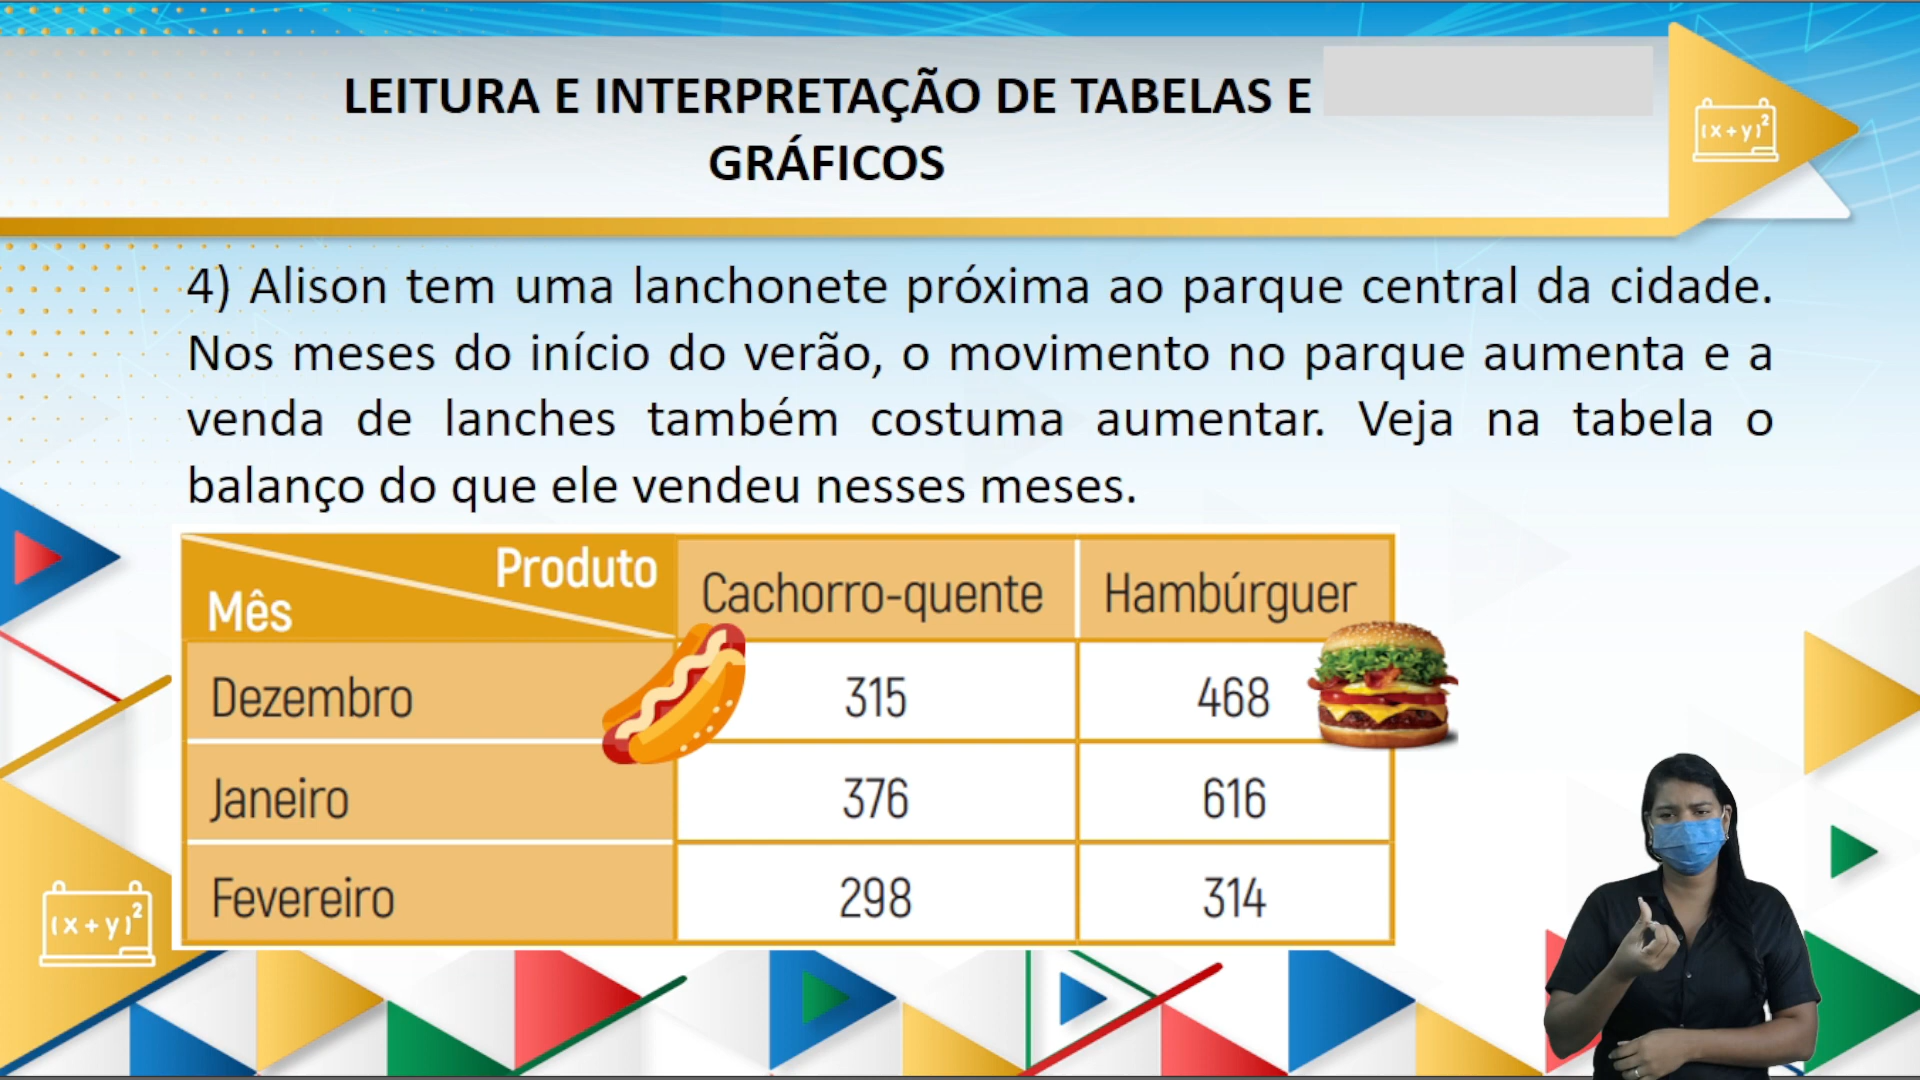 LEITURA E INTERPRETAÇÃO DE TABELAS E
GRÁFICOS
(x+y)²
4) Alison tem uma lanchonete próxima ao parque central da cidade.
Nos meses do início do verão, o movimento no parque aumenta e a
venda de lanches também costuma aumentar. Veja na tabela o
balanço do que ele vendeu nesses meses.
Produto
Mês
Cachorro-quente Hambúrguer
Dezembro 315 468
Janeiro 376 616
Fevereiro 298 314
(x+y)²